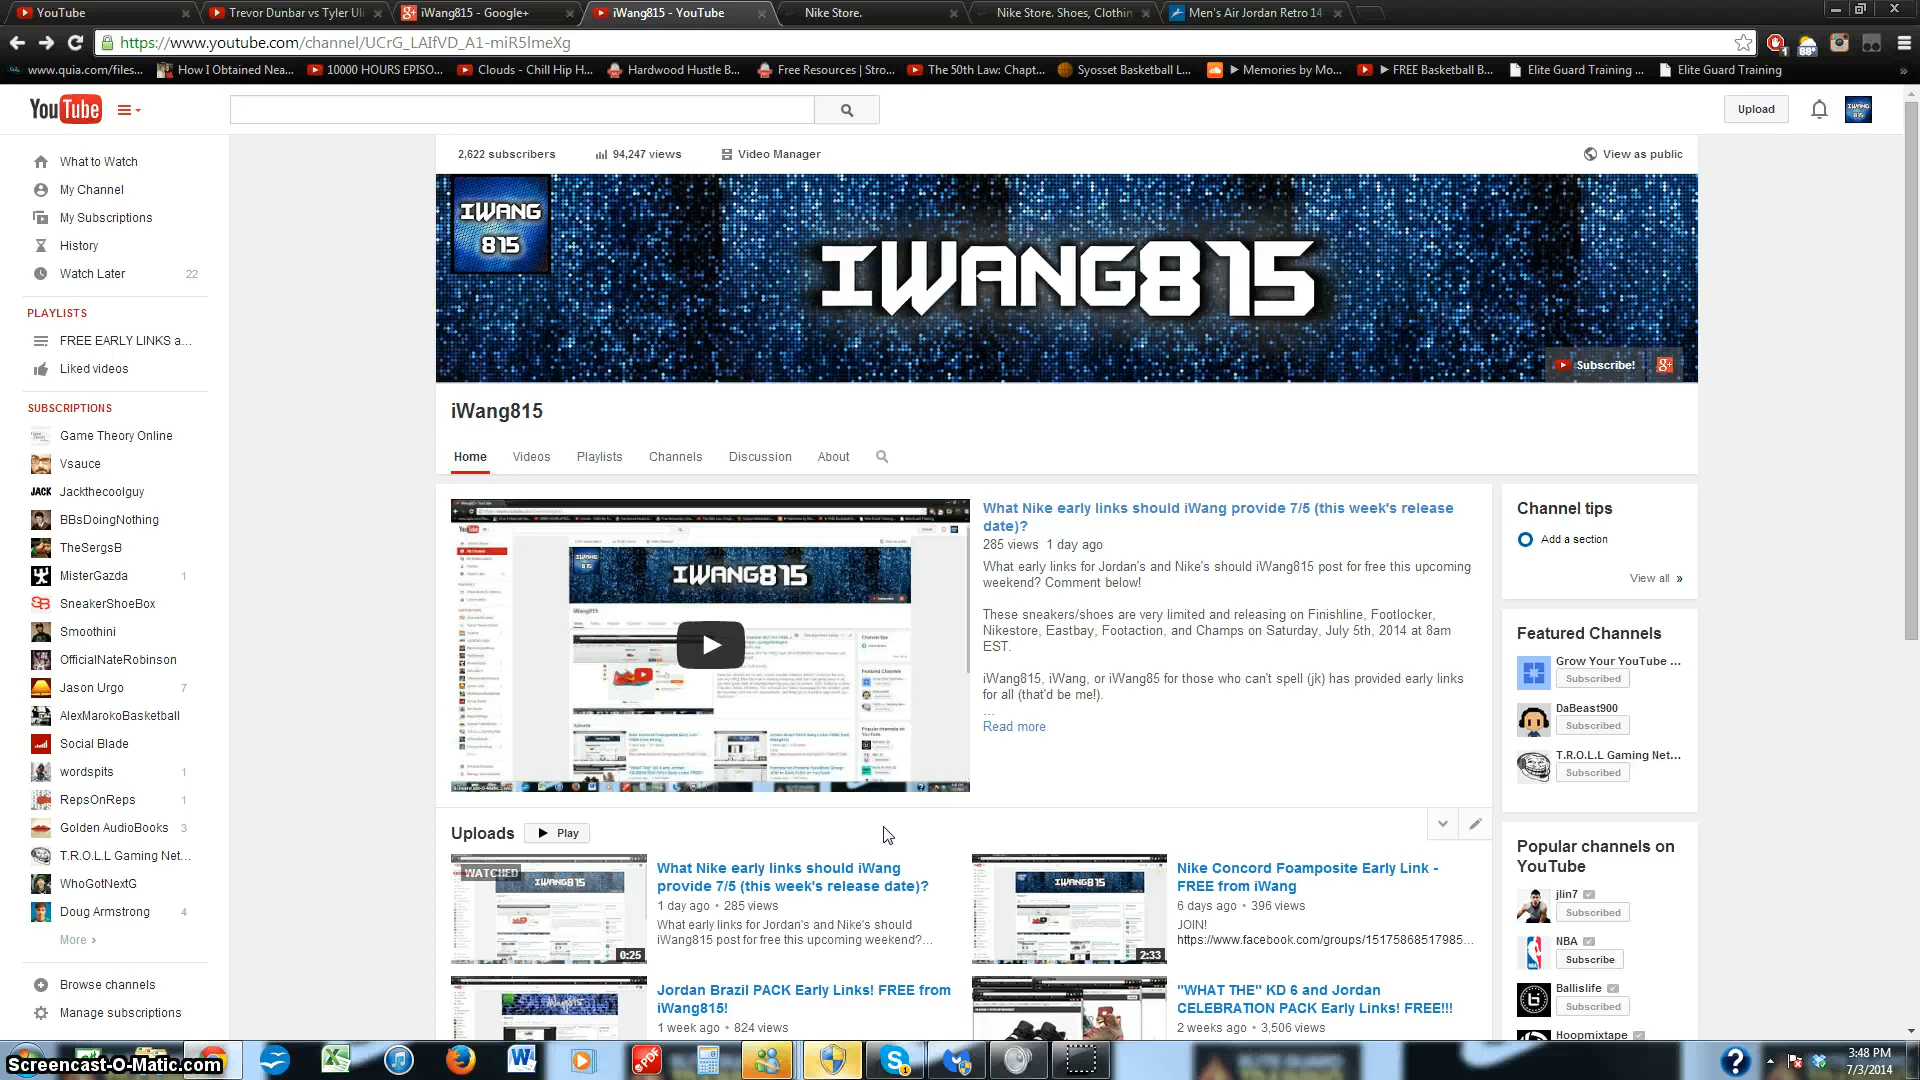 YouTube
Trevor Dunbar vs Tyler Uli
iWang815 - Google+
iWang815 - YouTube
Nike Store.
Nike Store. Shoes, Clothin
Men's Air Jordan Retro 14
https://www.youtube.com/channel/UCrG_LAIfVD_A1-miR5lmeXg
www.quia.com/files...
How I Obtained Nea...
10000 HOURS EPISO...
Clouds - Chill Hip H...
Hardwood Hustle B...
Free Resources | Stro...
The 50th Law: Chapt...
Syosset Basketball L...
▶ Memories by Mo...
▶ FREE Basketball B...
Elite Guard Training ...
Elite Guard Training
YouTube
Upload
What to Watch
My Channel
My Subscriptions
History
Watch Later 22
PLAYLISTS
FREE EARLY LINKS a...
Liked videos
SUBSCRIPTIONS
Game Theory Online
Vsauce
JACK Jackthecoolguy
BBsDoingNothing
TheSergsB
MisterGazda 1
SneakerShoeBox
Smoothini
OfficialNateRobinson
Jason Urgo 7
AlexMarokoBasketball
Social Blade
wordspits 1
RepsOnReps 1
Golden AudioBooks 3
T.R.O.L.L Gaming Net...
WhoGotNextG
Doug Armstrong 4
More ›
Browse channels
Manage subscriptions
2,622 subscribers
94,247 views
Video Manager
View as public
IWANG
815
IWANG815
Subscribe!
iWang815
Home
Videos
Playlists
Channels
Discussion
About
What Nike early links should iWang provide 7/5 (this week's release
date)?
285 views 1 day ago
What early links for Jordan's and Nike's should iWang815 post for free this upcoming
weekend? Comment below!
These sneakers/shoes are very limited and releasing on Finishline, Footlocker,
Nikestore, Eastbay, Footaction, and Champs on Saturday, July 5th, 2014 at 8am
EST.
iWang815, iWang, or iWang85 for those who can't spell (jk) has provided early links
for all (that'd be me!).
...
Read more
Uploads
Play
WATCHED
0:25
What Nike early links should iWang
provide 7/5 (this week's release date)?
1 day ago • 285 views
What early links for Jordan's and Nike's should
iWang815 post for free this upcoming weekend?...
2:33
Nike Concord Foamposite Early Link -
FREE from iWang
6 days ago • 396 views
JOIN!
https://www.facebook.com/groups/15175868517985...
Jordan Brazil PACK Early Links! FREE from
iWang815!
1 week ago • 824 views
"WHAT THE" KD 6 and Jordan
CELEBRATION PACK Early Links! FREE!!!
2 weeks ago • 3,506 views
Channel tips
Add a section
View all »
Featured Channels
Grow Your YouTube ...
Subscribed
DaBeast900
Subscribed
T.R.O.L.L Gaming Net...
Subscribed
Popular channels on
YouTube
jlin7
Subscribed
NBA
Subscribe
Ballislife
Subscribed
Hoopmixtape
Screencast-O-Matic.com
3:48 PM
7/3/2014